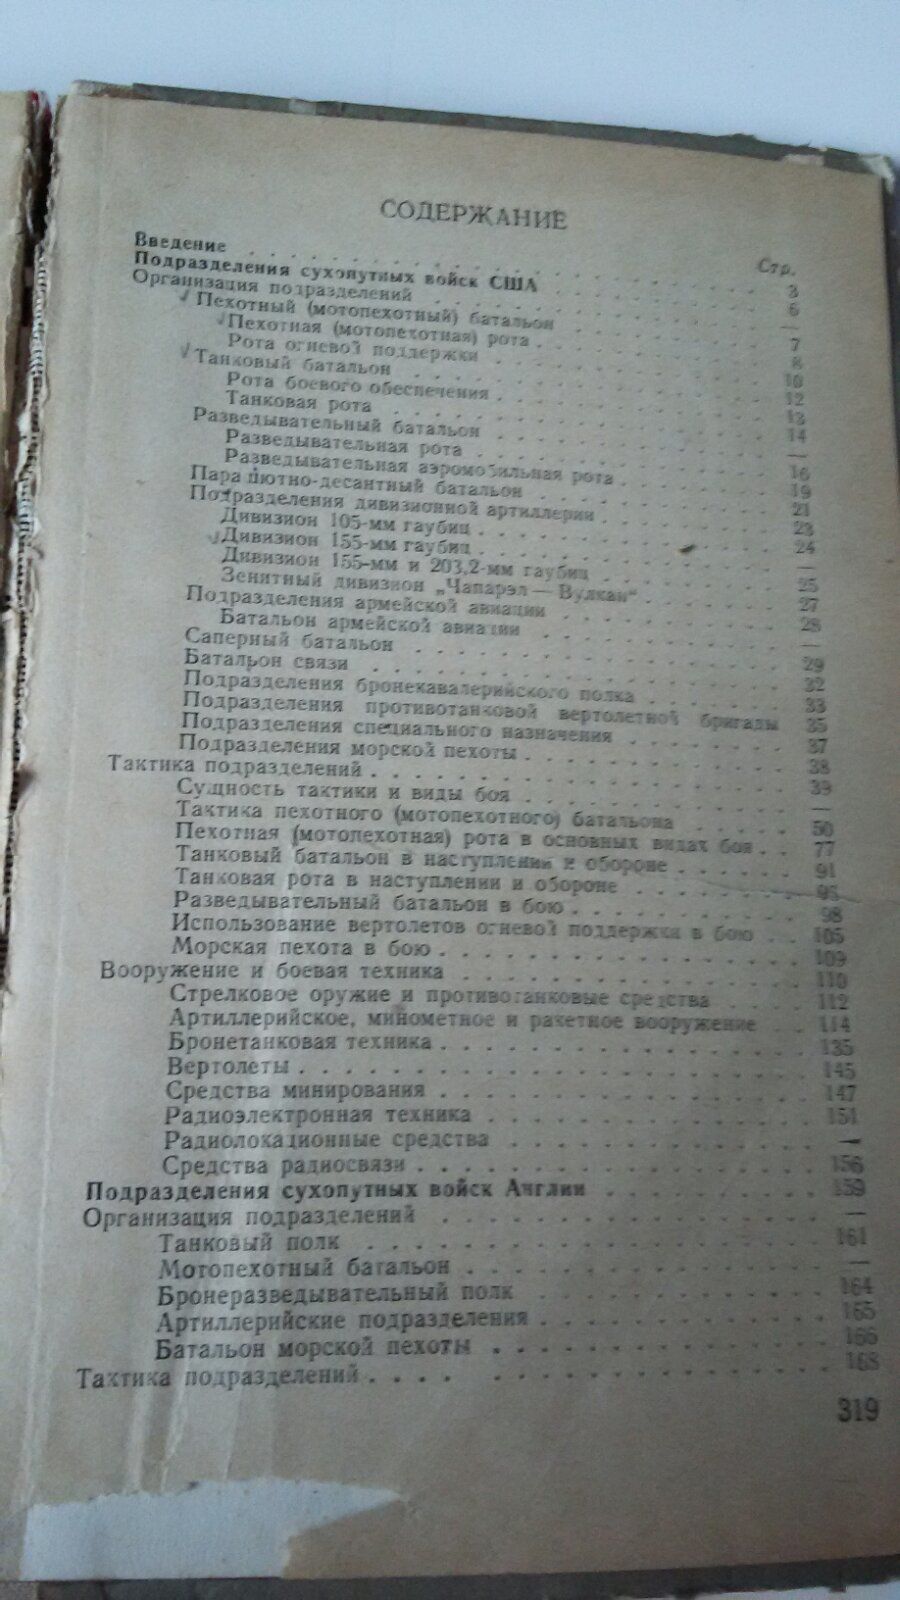 СОДЕРЖАНИЕ
Стр.
Введение . . . 3
Подразделения сухопутных войск США . . . 6
Организация подразделений . . . —
Пехотный (мотопехотный) батальон . . . 7
Пехотная (мотопехотная) рота . . . 8
Рота огневой поддержки . . . 10
Танковый батальон . . . 12
Рота боевого обеспечения . . . 13
Танковая рота . . . 14
Разведывательный батальон . . . —
Разведывательная рота . . . 16
Разведывательная аэромобильная рота . . . 19
Парашютно-десантный батальон . . . 21
Подразделения дивизионной артиллерии . . . 23
Дивизион 105-мм гаубиц . . . 24
Дивизион 155-мм гаубиц . . . —
Дивизион 155-мм и 203,2-мм гаубиц . . . 25
Зенитный дивизион „Чапарэл — Вулкан“ . . . 27
Подразделения армейской авиации . . . 28
Батальон армейской авиации . . . —
Саперный батальон . . . 29
Батальон связи . . . 32
Подразделения бронекавалерийского полка . . . 33
Подразделения противотанковой вертолетной бригады 35
Подразделения специального назначения . . . 37
Подразделения морской пехоты . . . 38
Тактика подразделений . . . 39
Сущность тактики и виды боя . . . —
Тактика пехотного (мотопехотного) батальона . . . 50
Пехотная (мотопехотная) рота в основных видах боя . . 77
Танковый батальон в наступлении и обороне . . . 91
Танковая рота в наступлении и обороне . . . 95
Разведывательный батальон в бою . . . 98
Использование вертолетов огневой поддержки в бою . . 105
Морская пехота в бою . . . 109
Вооружение и боевая техника . . . 110
Стрелковое оружие и противотанковые средства . . . 112
Артиллерийское, минометное и ракетное вооружение . . 114
Бронетанковая техника . . . 135
Вертолеты . . . 145
Средства минирования . . . 147
Радиоэлектронная техника . . . 151
Радиолокационные средства . . . —
Средства радиосвязи . . . 156
Подразделения сухопутных войск Англии . . . 159
Организация подразделений . . . —
Танковый полк . . . 161
Мотопехотный батальон . . . —
Бронеразведывательный полк . . . 164
Артиллерийские подразделения . . . 165
Батальон морской пехоты . . . 166
Тактика подразделений . . . 168
319